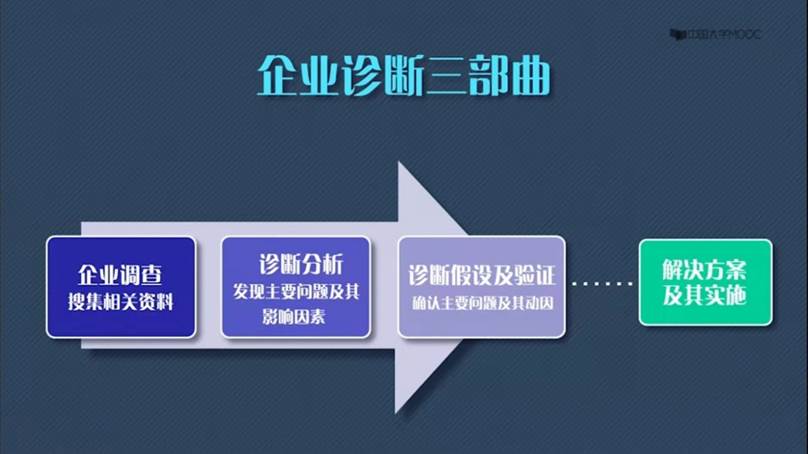 中国大学MOOC
企业诊断三部曲
企业调查
搜集相关资料
诊断分析
发现主要问题及其
影响因素
诊断假设及验证
确认主要问题及其动因
解决方案
及其实施